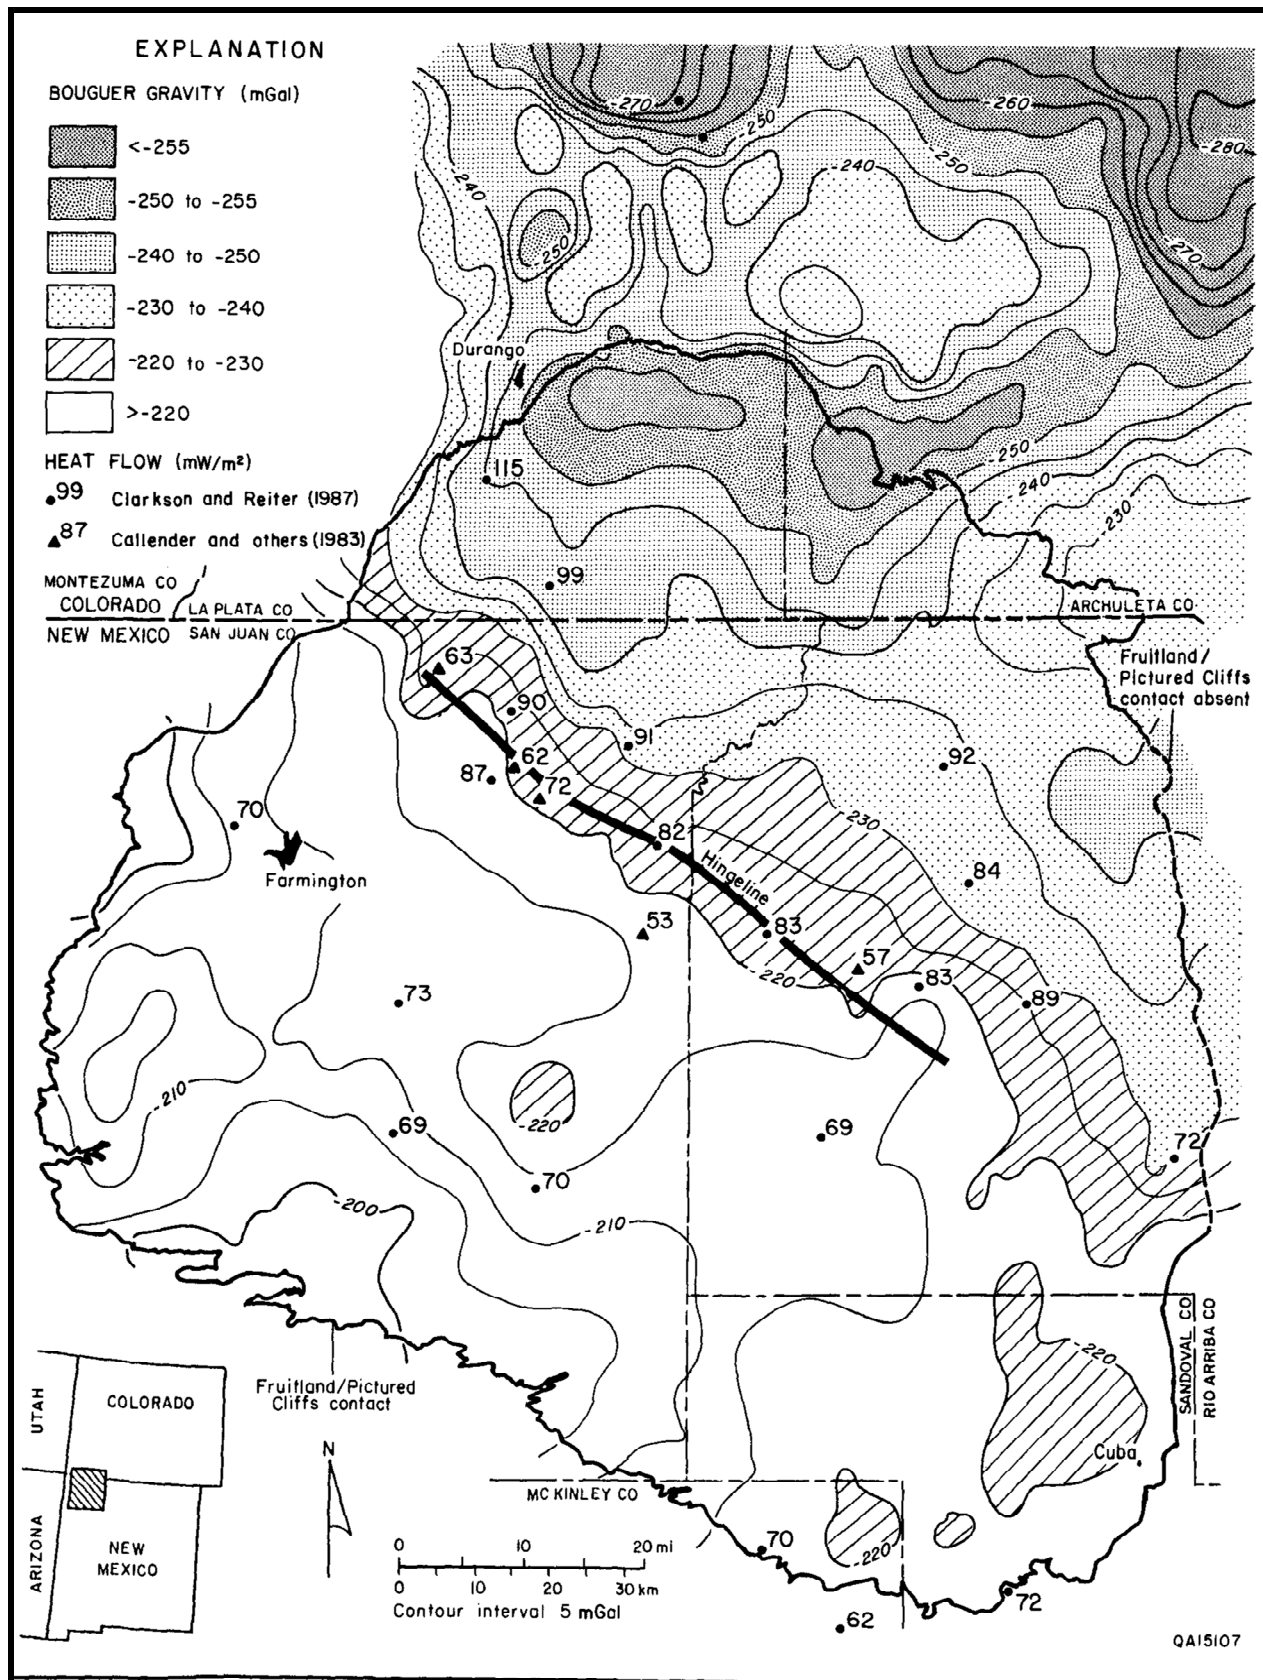 EXPLANATION
BOUGUER GRAVITY (mGal)
<-255
-250 to -255
-240 to -250
-230 to -240
-220 to -230
>-220
HEAT FLOW (mW/m²)
99 Clarkson and Reiter (1987)
87 Callender and others (1983)
-270
-260
-250
-280
-250
-240
240
-250
-270
Durango
115
-250
-240
230
99
MONTEZUMA CO
COLORADO
LA PLATA CO
ARCHULETA CO
NEW MEXICO
SAN JUAN CO
Fruitland/
Pictured Cliffs
contact absent
63
90
91
62
92
87
72
70
230
82
Farmington
Hingeline
84
53
83
57
-220
83
89
73
-210
-220
69
69
72
70
-200
-210
SANDOVAL CO
RIO ARRIBA CO
-220
Fruitland/Pictured
Cliffs contact
UTAH
COLORADO
N
Cuba
MC KINLEY CO
ARIZONA
NEW
MEXICO
0 10 20 mi
0 10 20 30 km
Contour interval 5 mGal
70
-220
72
62
QA15107